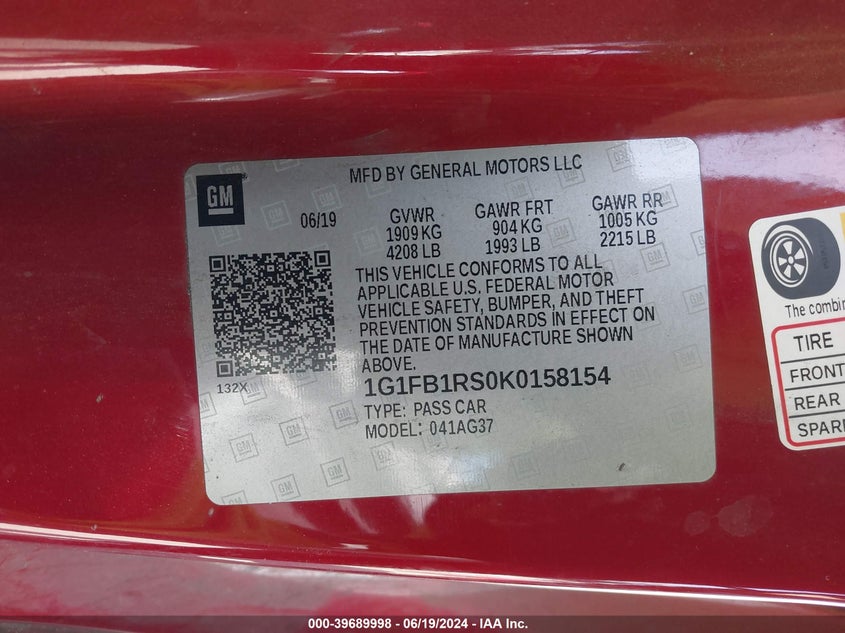 GM
MFD BY GENERAL MOTORS LLC
06/19
GVWR
1909 KG
4208 LB
GAWR FRT
904 KG
1993 LB
GAWR RR
1005 KG
2215 LB
THIS VEHICLE CONFORMS TO ALL
APPLICABLE U.S. FEDERAL MOTOR
VEHICLE SAFETY, BUMPER, AND THEFT
PREVENTION STANDARDS IN EFFECT ON
THE DATE OF MANUFACTURE SHOWN
ABOVE.
132X
1G1FB1RS0K0158154
TYPE: PASS CAR
MODEL: 041AG37
The combin
TIRE
FRONT
REAR
SPARE
000-39689998 - 06/19/2024 - IAA Inc.